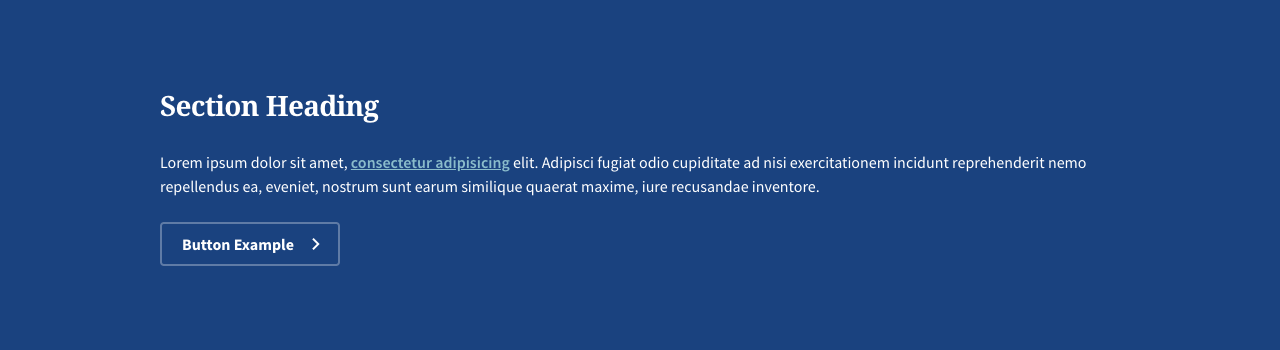 Section Heading
Lorem ipsum dolor sit amet, consectetur adipisicing elit. Adipisci fugiat odio cupiditate ad nisi exercitationem incidunt reprehenderit nemo
repellendus ea, eveniet, nostrum sunt earum similique quaerat maxime, iure recusandae inventore.
Button Example